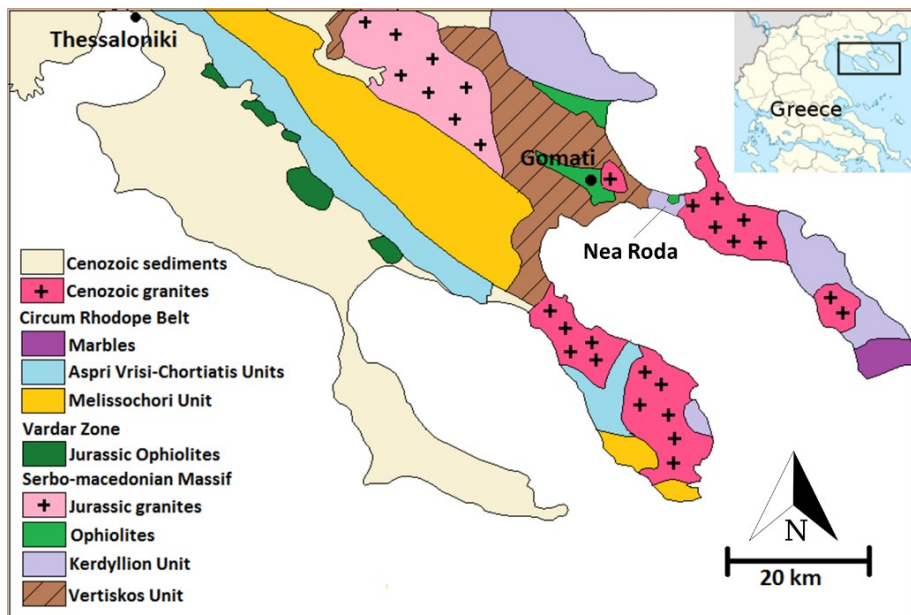 Thessaloniki
Greece
Gomati
Nea Roda
Cenozoic sediments
Cenozoic granites
Circum Rhodope Belt
Marbles
Aspri Vrisi-Chortiatis Units
Melissochori Unit
Vardar Zone
Jurassic Ophiolites
Serbo-macedonian Massif
Jurassic granites
Ophiolites
Kerdyllion Unit
Vertiskos Unit
N
20 km